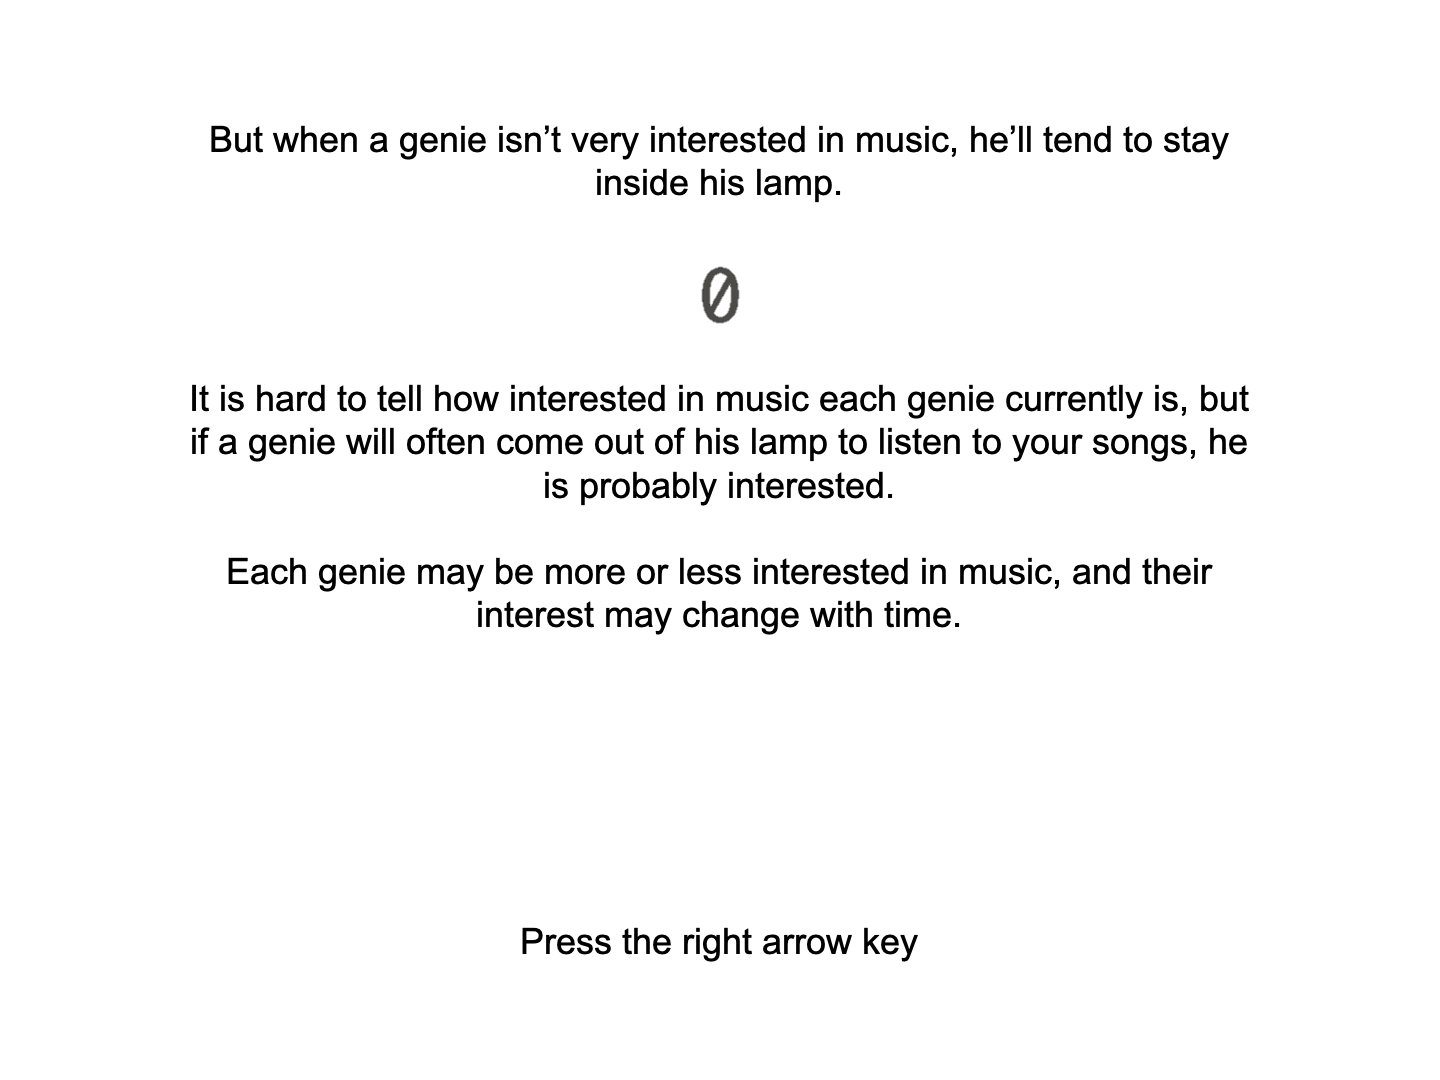 But when a genie isn’t very interested in music, he’ll tend to stay
inside his lamp.
0
It is hard to tell how interested in music each genie currently is, but
if a genie will often come out of his lamp to listen to your songs, he
is probably interested.
Each genie may be more or less interested in music, and their
interest may change with time.
Press the right arrow key